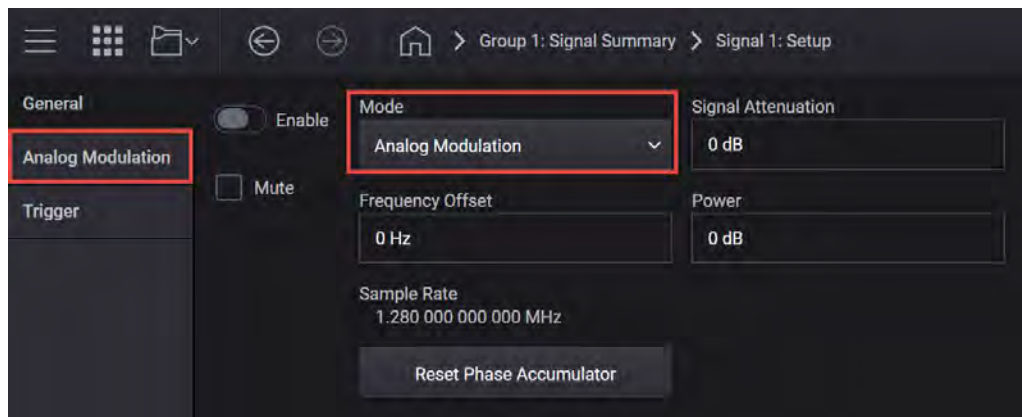 Group 1: Signal Summary > Signal 1: Setup
General
Analog Modulation
Trigger
Enable
Mute
Mode
Analog Modulation
Signal Attenuation
0 dB
Frequency Offset
0 Hz
Power
0 dB
Sample Rate
1.280 000 000 000 MHz
Reset Phase Accumulator